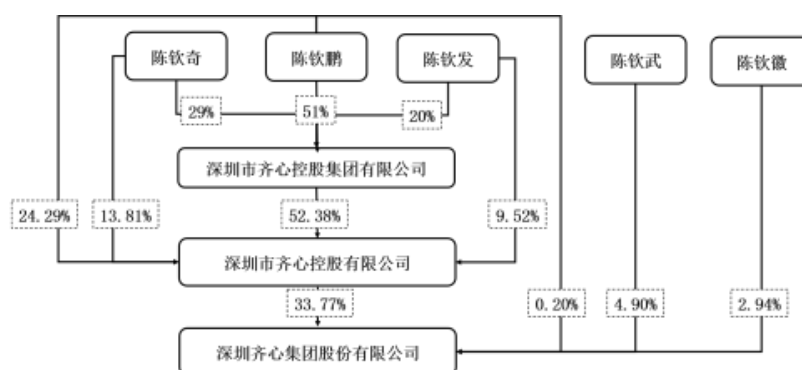 陈钦奇
陈钦鹏
陈钦发
陈钦武
陈钦徽
29%
51%
20%
深圳市齐心控股集团有限公司
24.29%
13.81%
52.38%
9.52%
深圳市齐心控股有限公司
33.77%
0.20%
4.90%
2.94%
深圳齐心集团股份有限公司